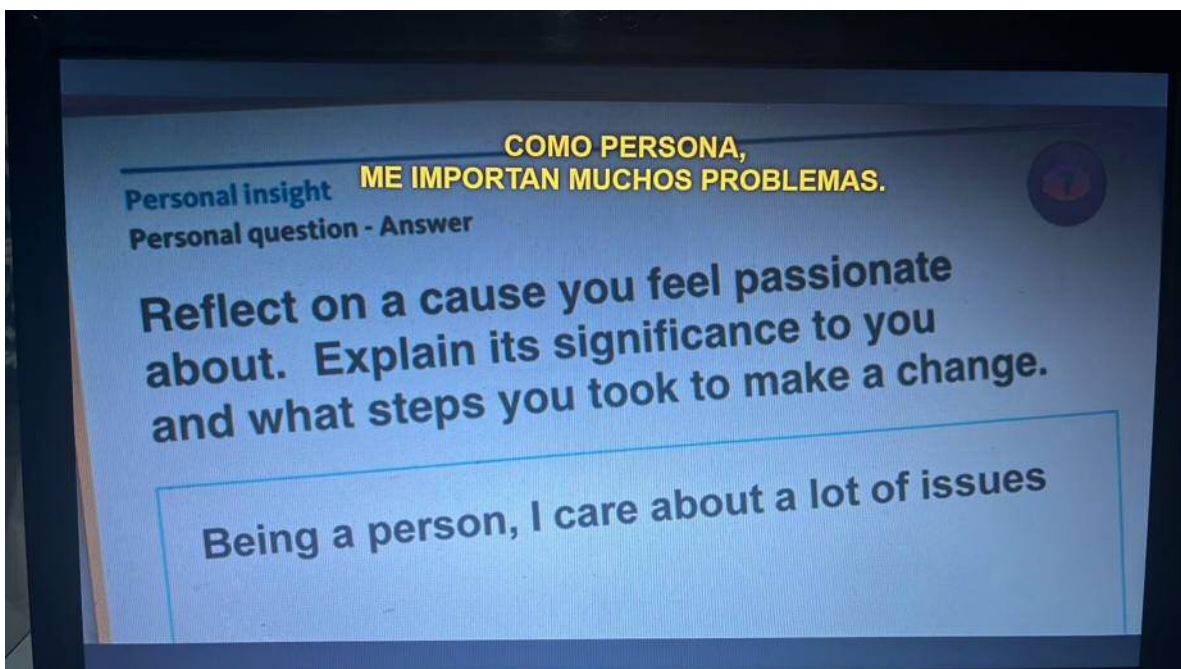 COMO PERSONA,
ME IMPORTAN MUCHOS PROBLEMAS.
Personal insight
Personal question - Answer
Reflect on a cause you feel passionate
about. Explain its significance to you
and what steps you took to make a change.
Being a person, I care about a lot of issues